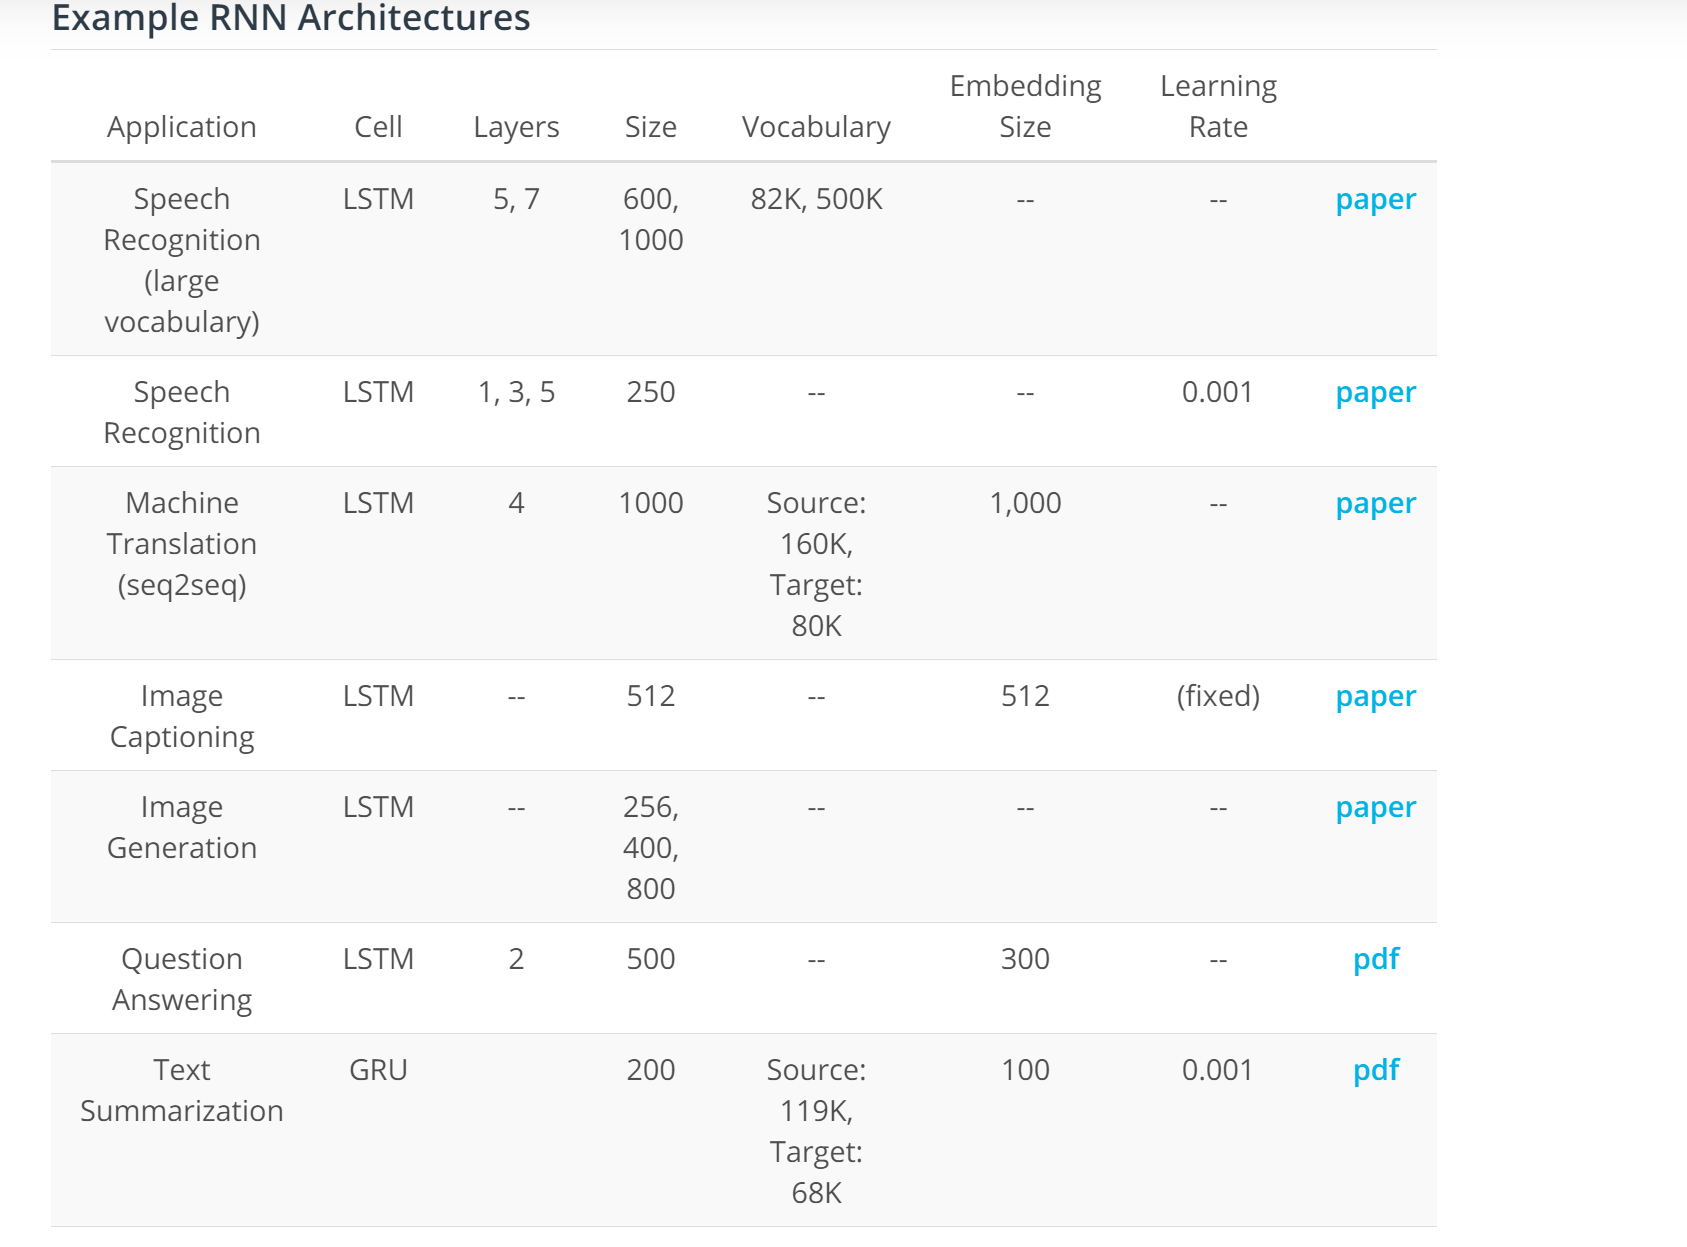 Example RNN Architectures
Application Cell Layers Size Vocabulary Embedding Size Learning Rate
Speech Recognition (large vocabulary) LSTM 5, 7 600, 1000 82K, 500K -- -- paper
Speech Recognition LSTM 1, 3, 5 250 -- -- 0.001 paper
Machine Translation (seq2seq) LSTM 4 1000 Source: 160K, Target: 80K 1,000 -- paper
Image Captioning LSTM -- 512 -- 512 (fixed) paper
Image Generation LSTM -- 256, 400, 800 -- -- -- paper
Question Answering LSTM 2 500 -- 300 -- pdf
Text Summarization GRU 200 Source: 119K, Target: 68K 100 0.001 pdf